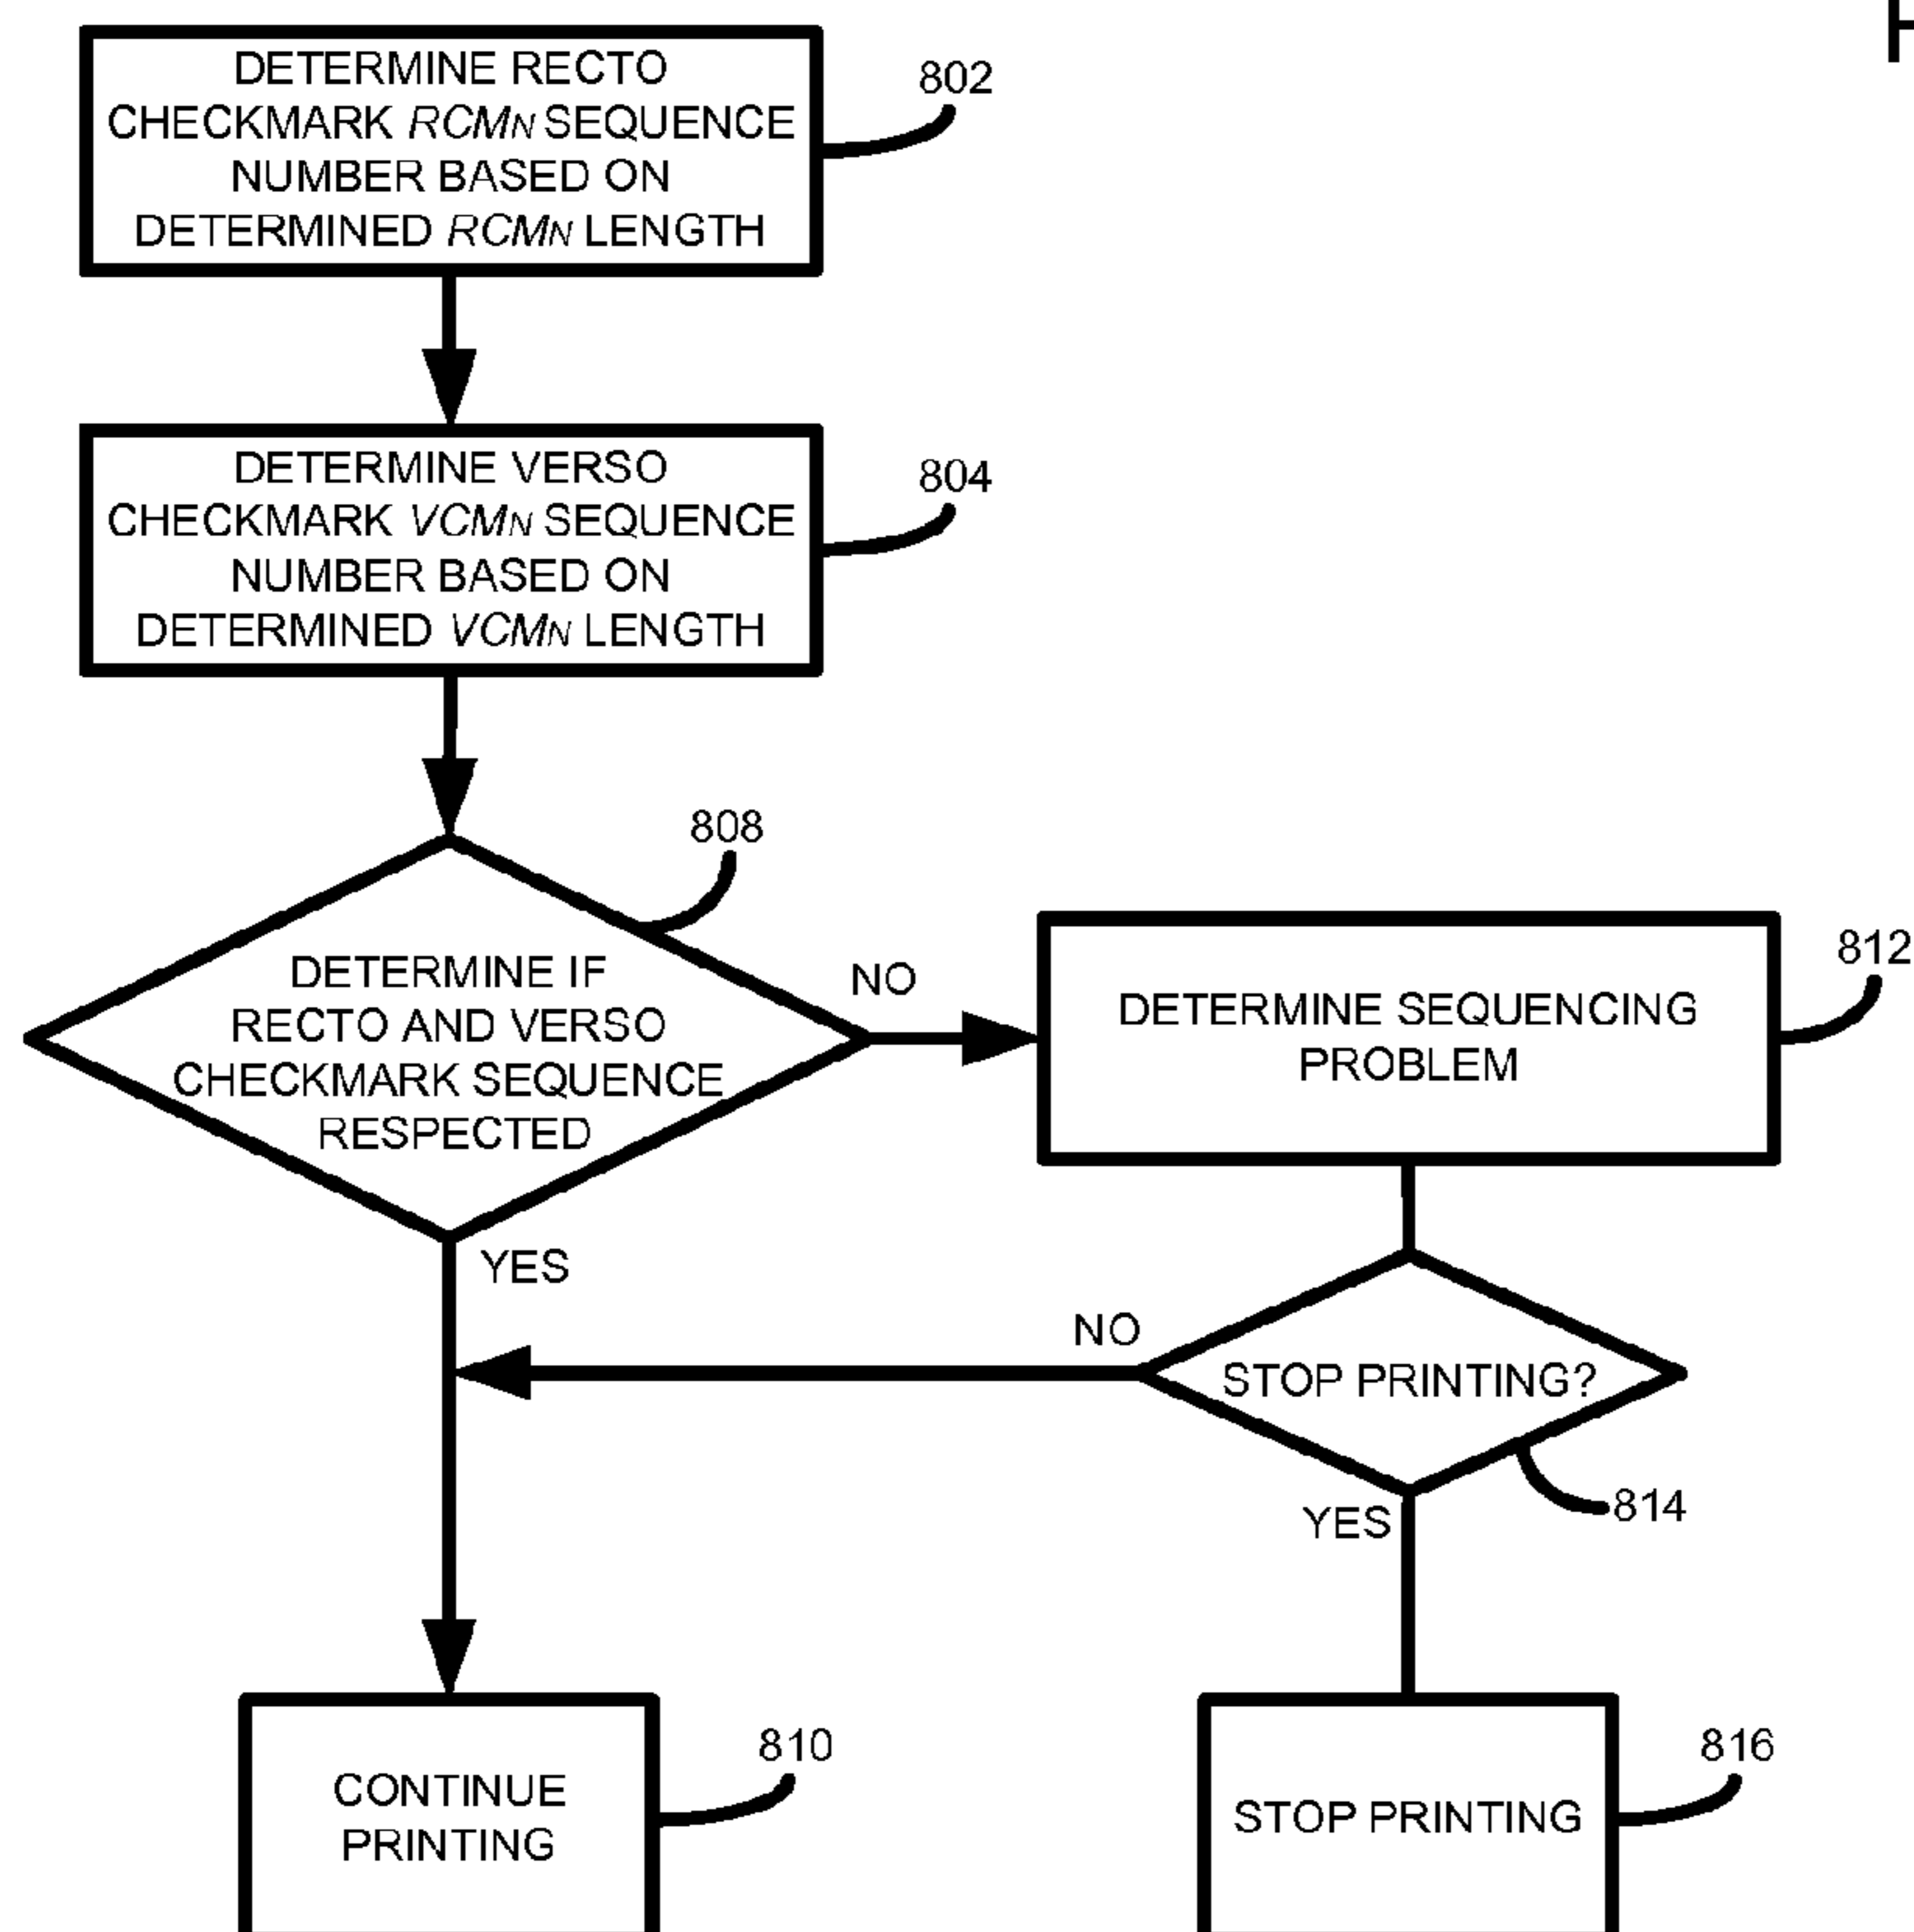 DETERMINE RECTO
CHECKMARK RCMN SEQUENCE
NUMBER BASED ON
DETERMINED RCMN LENGTH
802
DETERMINE VERSO
CHECKMARK VCMN SEQUENCE
NUMBER BASED ON
DETERMINED VCMN LENGTH
804
808
DETERMINE IF
RECTO AND VERSO
CHECKMARK SEQUENCE
RESPECTED
NO
DETERMINE SEQUENCING
PROBLEM
812
YES
NO
STOP PRINTING?
814
YES
CONTINUE
PRINTING
810
STOP PRINTING
816